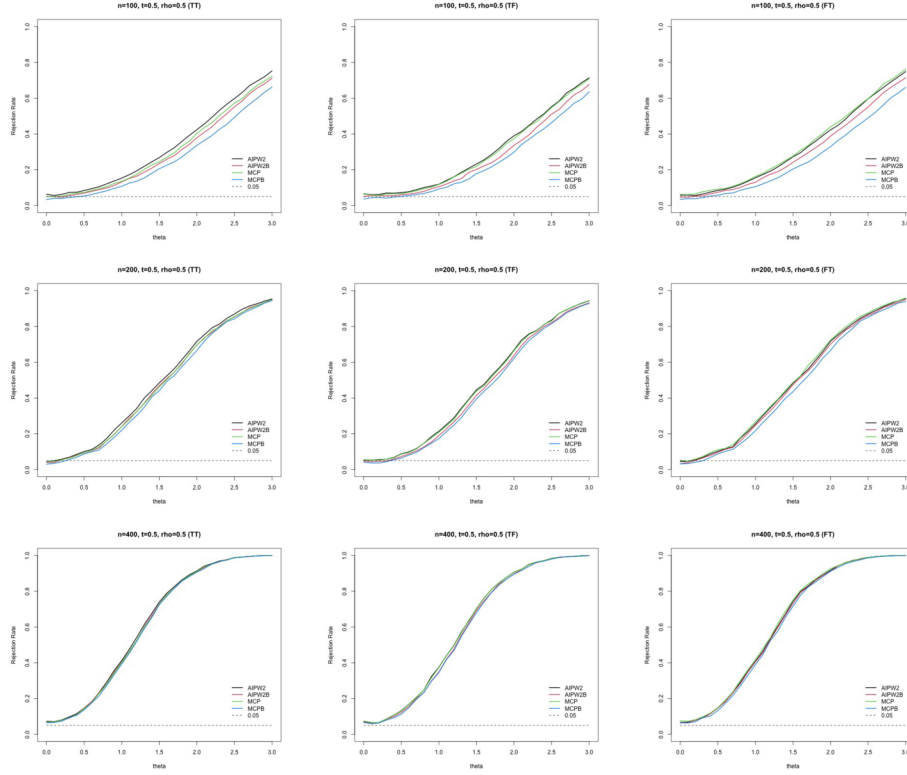 n=100, t=0.5, rho=0.5 (TT)
Rejection Rate
1.0
0.8
0.6
0.4
0.2
0.0
AIPW2
AIPW2B
MCP
MCPB
0.05
0.0 0.5 1.0 1.5 2.0 2.5 3.0
theta
n=100, t=0.5, rho=0.5 (TF)
Rejection Rate
1.0
0.8
0.6
0.4
0.2
0.0
AIPW2
AIPW2B
MCP
MCPB
0.05
0.0 0.5 1.0 1.5 2.0 2.5 3.0
theta
n=100, t=0.5, rho=0.5 (FT)
Rejection Rate
1.0
0.8
0.6
0.4
0.2
0.0
AIPW2
AIPW2B
MCP
MCPB
0.05
0.0 0.5 1.0 1.5 2.0 2.5 3.0
theta
n=200, t=0.5, rho=0.5 (TT)
Rejection Rate
1.0
0.8
0.6
0.4
0.2
0.0
AIPW2
AIPW2B
MCP
MCPB
0.05
0.0 0.5 1.0 1.5 2.0 2.5 3.0
theta
n=200, t=0.5, rho=0.5 (TF)
Rejection Rate
1.0
0.8
0.6
0.4
0.2
0.0
AIPW2
AIPW2B
MCP
MCPB
0.05
0.0 0.5 1.0 1.5 2.0 2.5 3.0
theta
n=200, t=0.5, rho=0.5 (FT)
Rejection Rate
1.0
0.8
0.6
0.4
0.2
0.0
AIPW2
AIPW2B
MCP
MCPB
0.05
0.0 0.5 1.0 1.5 2.0 2.5 3.0
theta
n=400, t=0.5, rho=0.5 (TT)
Rejection Rate
1.0
0.8
0.6
0.4
0.2
0.0
AIPW2
AIPW2B
MCP
MCPB
0.05
0.0 0.5 1.0 1.5 2.0 2.5 3.0
theta
n=400, t=0.5, rho=0.5 (TF)
Rejection Rate
1.0
0.8
0.6
0.4
0.2
0.0
AIPW2
AIPW2B
MCP
MCPB
0.05
0.0 0.5 1.0 1.5 2.0 2.5 3.0
theta
n=400, t=0.5, rho=0.5 (FT)
Rejection Rate
1.0
0.8
0.6
0.4
0.2
0.0
AIPW2
AIPW2B
MCP
MCPB
0.05
0.0 0.5 1.0 1.5 2.0 2.5 3.0
theta